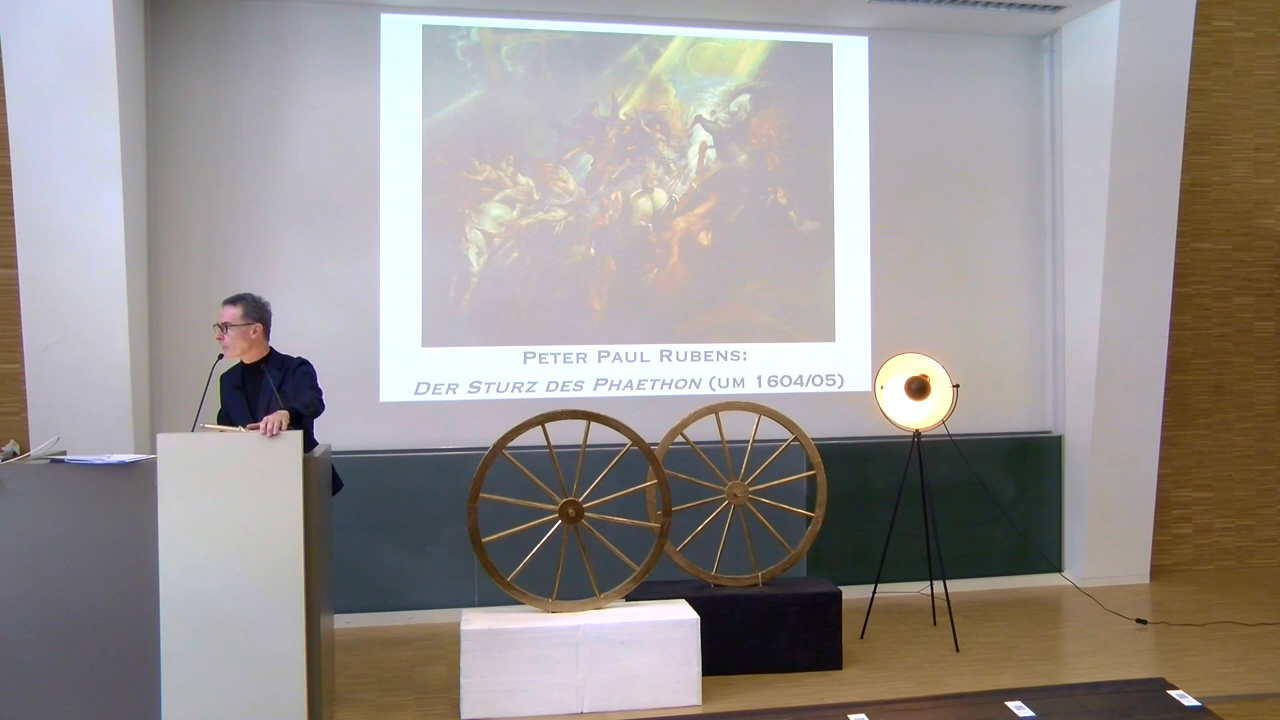 PETER PAUL RUBENS:
DER STURZ DES PHAETHON (UM 1604/05)